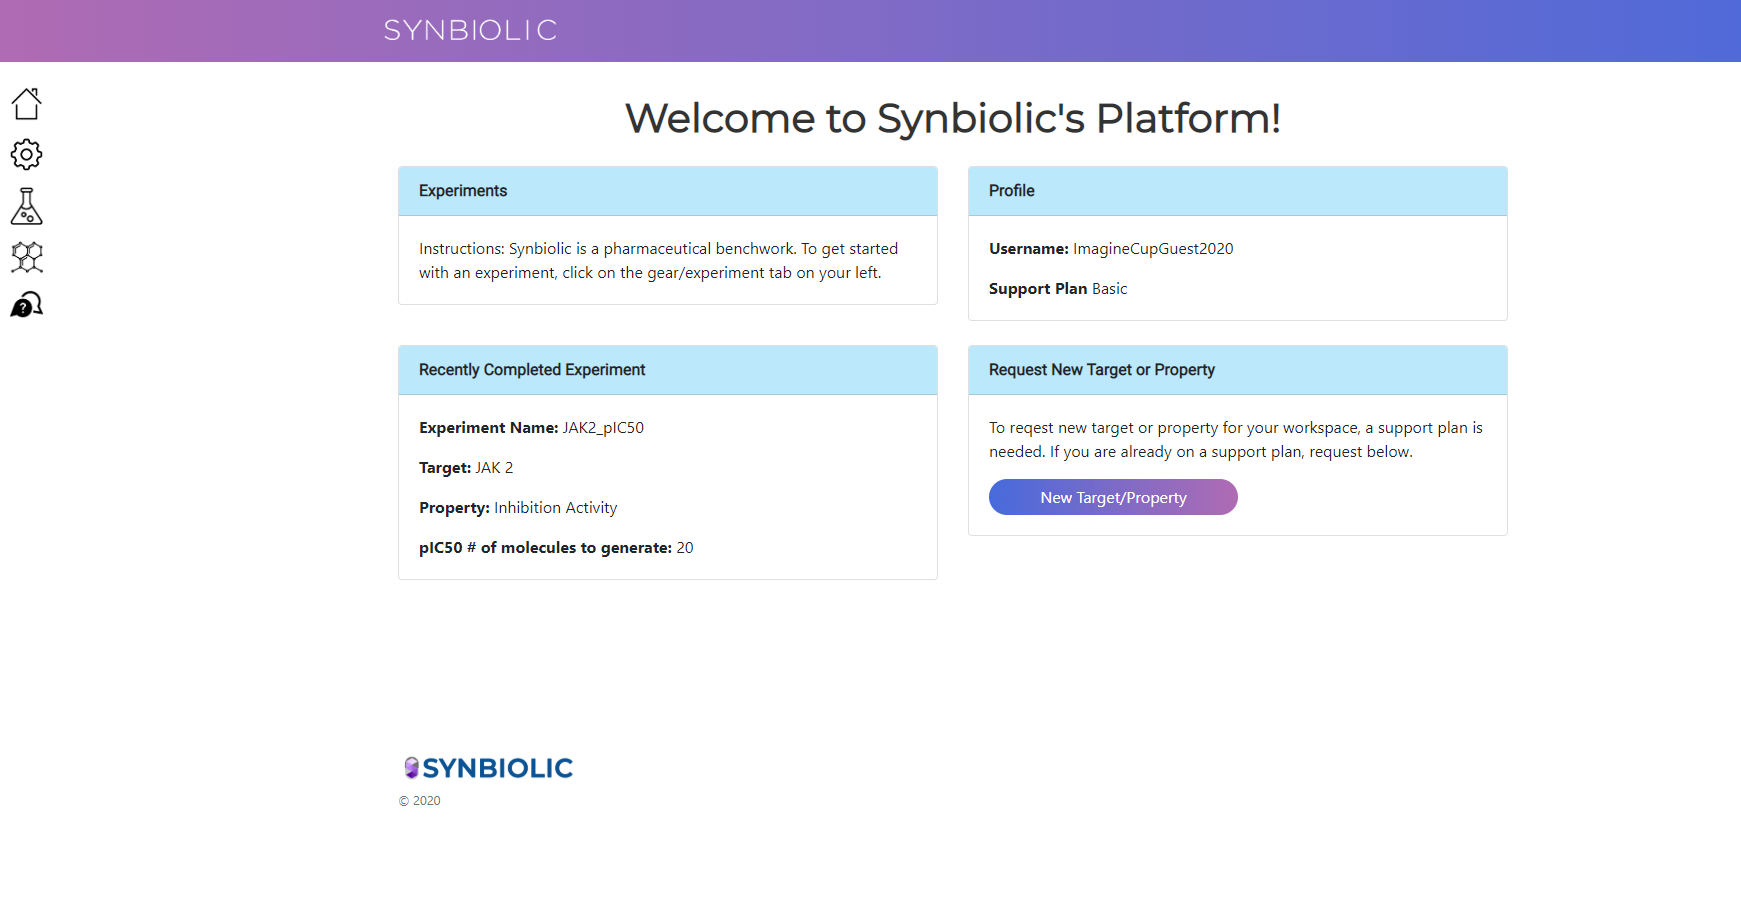 SYNBIOLIC
Welcome to Synbiolic's Platform!
Experiments
Instructions: Synbiolic is a pharmaceutical benchwork. To get started
with an experiment, click on the gear/experiment tab on your left.
Profile
Username: ImagineCupGuest2020
Support Plan Basic
Recently Completed Experiment
Experiment Name: JAK2_pIC50
Target: JAK 2
Property: Inhibition Activity
pIC50 # of molecules to generate: 20
Request New Target or Property
To reqest new target or property for your workspace, a support plan is
needed. If you are already on a support plan, request below.
New Target/Property
?
SYNBIOLIC
© 2020